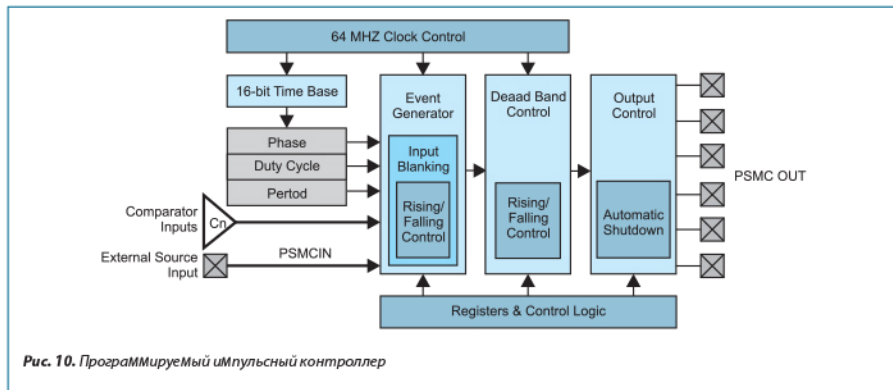 64 MHZ Clock Control
16-bit Time Base
Event
Generator
Deaad Band
Control
Output
Control
Phase
Duty Cycle
Pertod
Input
Blanking
Rising/
Falling
Control
Rising/
Falling
Control
Automatic
Shutdown
PSMC OUT
Comparator
Inputs
Cn
External Source
Input
PSMCIN
Registers & Control Logic
Рис. 10. Программируемый импульсный контроллер